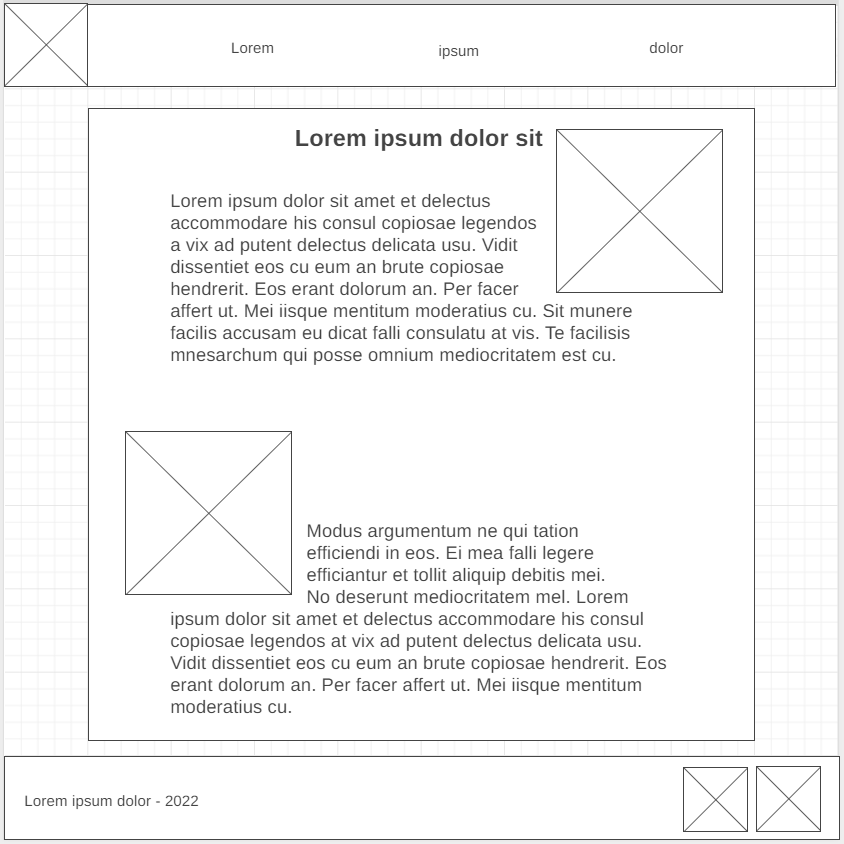 Lorem
ipsum
dolor
Lorem ipsum dolor sit
Lorem ipsum dolor sit amet et delectus
accommodare his consul copiosae legendos
a vix ad putent delectus delicata usu. Vidit
dissentiet eos cu eum an brute copiosae
hendrerit. Eos erant dolorum an. Per facer
affert ut. Mei iisque mentitum moderatius cu. Sit munere
facilis accusam eu dicat falli consulatu at vis. Te facilisis
mnesarchum qui posse omnium mediocritatem est cu.
Modus argumentum ne qui tation
efficiendi in eos. Ei mea falli legere
efficiantur et tollit aliquip debitis mei.
No deserunt mediocritatem mel. Lorem
ipsum dolor sit amet et delectus accommodare his consul
copiosae legendos at vix ad putent delectus delicata usu.
Vidit dissentiet eos cu eum an brute copiosae hendrerit. Eos
erant dolorum an. Per facer affert ut. Mei iisque mentitum
moderatius cu.
Lorem ipsum dolor - 2022